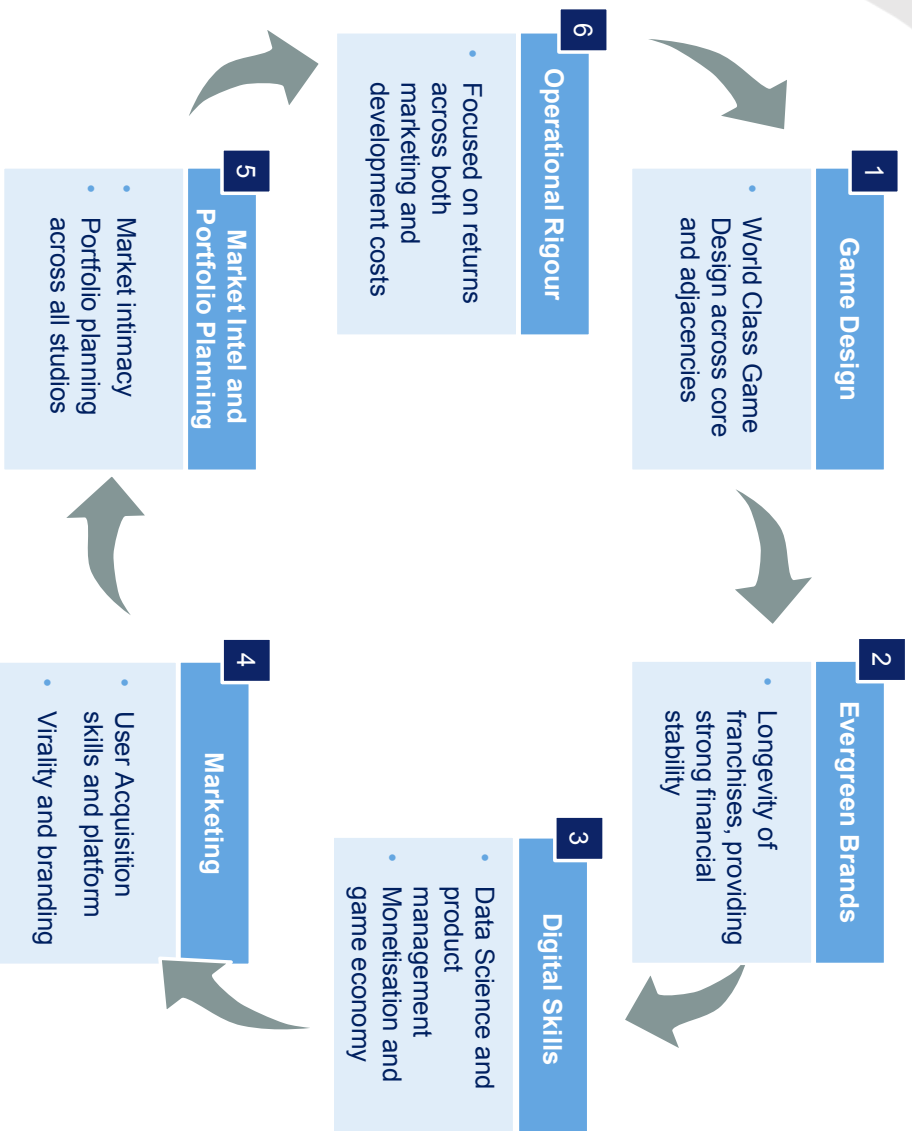 1
Game Design
• World Class Game
Design across core
and adjacencies
2
Evergreen Brands
• Longevity of
franchises, providing
strong financial
stability
3
Digital Skills
• Data Science and
product
management
• Monetisation and
game economy
4
Marketing
• User Acquisition
skills and platform
• Virality and branding
5
Market Intel and
Portfolio Planning
• Market intimacy
• Portfolio planning
across all studios
6
Operational Rigour
• Focused on returns
across both
marketing and
development costs